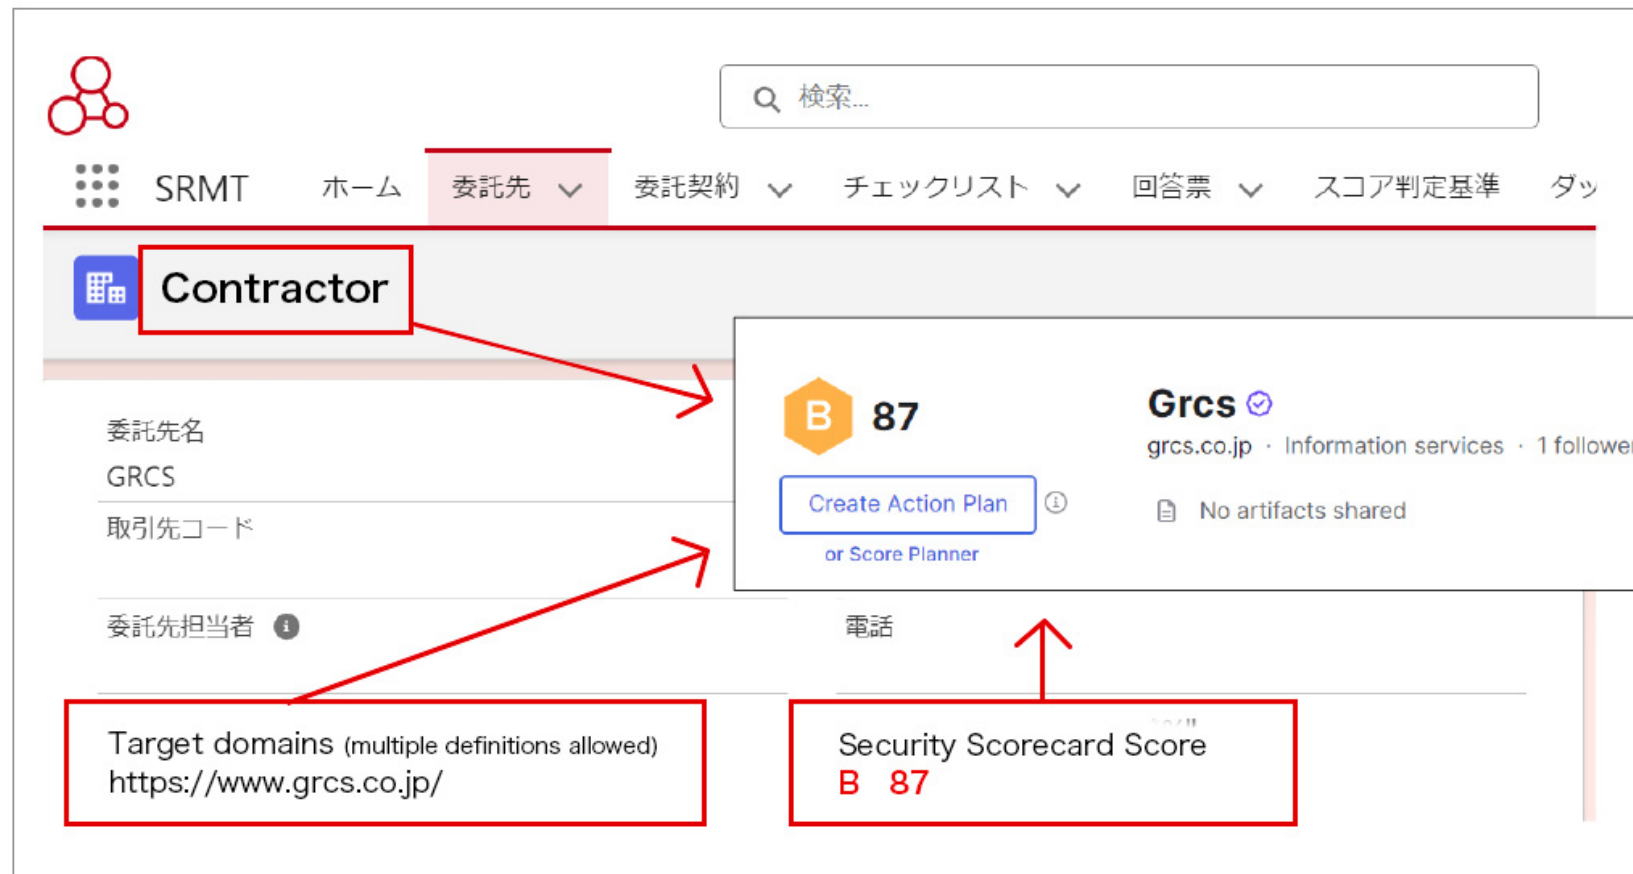 検索...
SRMT ホーム 委託先 委託契約 チェックリスト 回答票 スコア判定基準 ダッ
Contractor
委託先名
GRCS
取引先コード
委託先担当者
電話
B 87
Create Action Plan
or Score Planner
Grcs
grcs.co.jp · Information services · 1 follower
No artifacts shared
Target domains (multiple definitions allowed)
https://www.grcs.co.jp/
Security Scorecard Score
B 87